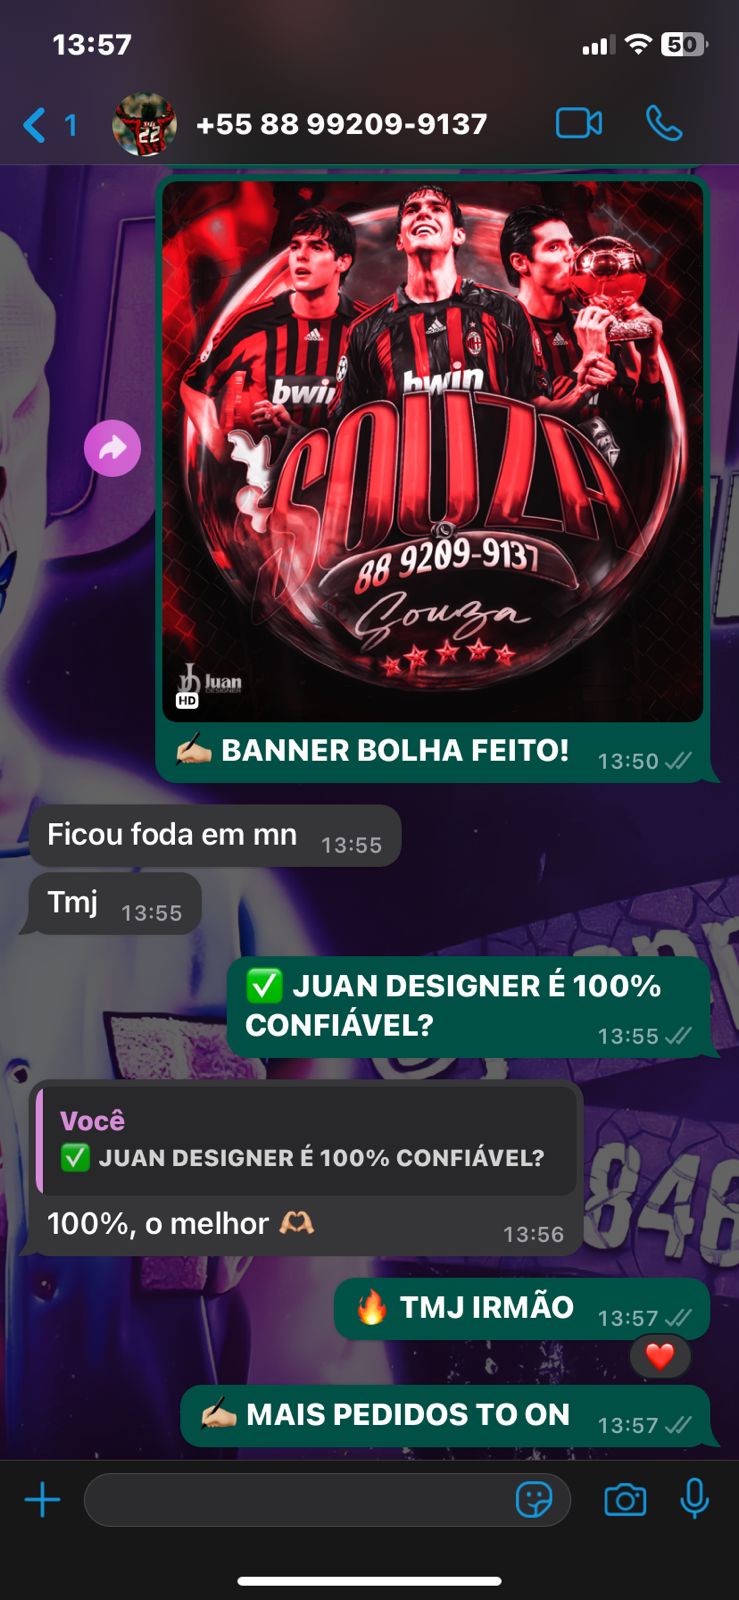 13:57
50
1
+55 88 99209-9137
22
bwin
bwin
SOUZA
88 9209-9137
Souza
JD Juan
DESIGNER
HD
✍🏼 BANNER BOLHA FEITO! 13:50
Ficou foda em mn 13:55
Tmj 13:55
✅ JUAN DESIGNER É 100%
CONFIÁVEL? 13:55
Você
✅ JUAN DESIGNER É 100% CONFIÁVEL?
100%, o melhor 🫶🏼 13:56
846
🔥 TMJ IRMÃO 13:57
❤️
✍🏼 MAIS PEDIDOS TO ON 13:57